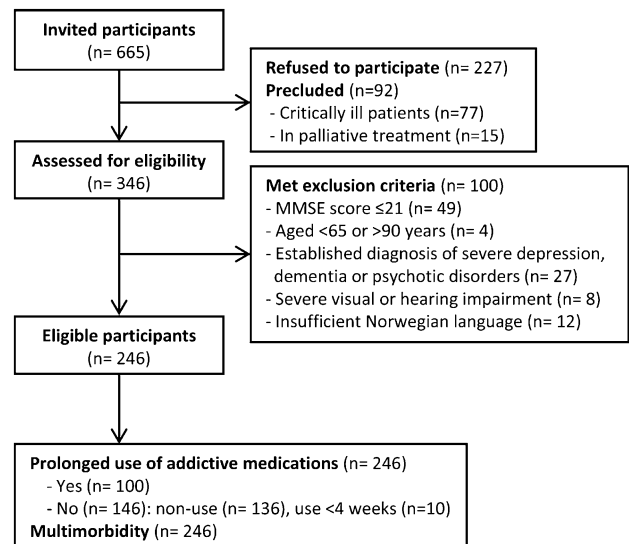 Invited participants
(n= 665)
Refused to participate (n= 227)
Precluded (n=92)
- Critically ill patients (n=77)
- In palliative treatment (n=15)
Assessed for eligibility
(n= 346)
Met exclusion criteria (n= 100)
- MMSE score ≤21 (n= 49)
- Aged <65 or >90 years (n= 4)
- Established diagnosis of severe depression,
dementia or psychotic disorders (n= 27)
- Severe visual or hearing impairment (n= 8)
- Insufficient Norwegian language (n= 12)
Eligible participants
(n= 246)
Prolonged use of addictive medications (n= 246)
- Yes (n= 100)
- No (n= 146): non-use (n= 136), use <4 weeks (n=10)
Multimorbidity (n= 246)